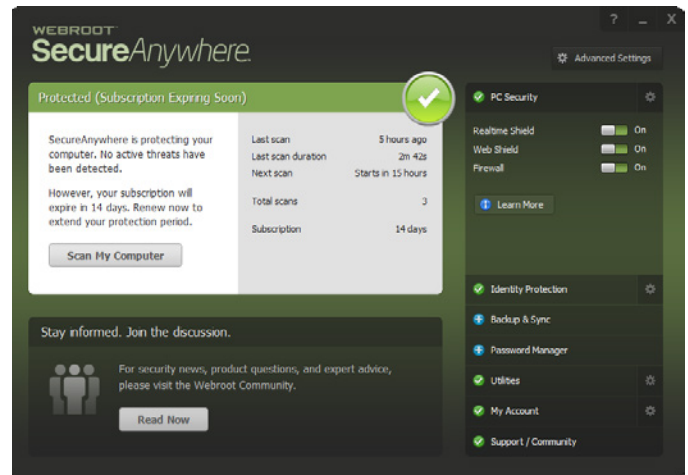 ? _ X
WEBROOT
SecureAnywhere.
Advanced Settings
Protected (Subscription Expiring Soon)
SecureAnywhere is protecting your
computer. No active threats have
been detected.
However, your subscription will
expire in 14 days. Renew now to
extend your protection period.
Scan My Computer
Last scan 5 hours ago
Last scan duration 2m 42s
Next scan Starts in 15 hours
Total scans 3
Subscription 14 days
Stay informed. Join the discussion.
For security news, product questions, and expert advice,
please visit the Webroot Community.
Read Now
PC Security
Realtime Shield On
Web Shield On
Firewall On
Learn More
Identity Protection
Backup & Sync
Password Manager
Utilities
My Account
Support / Community